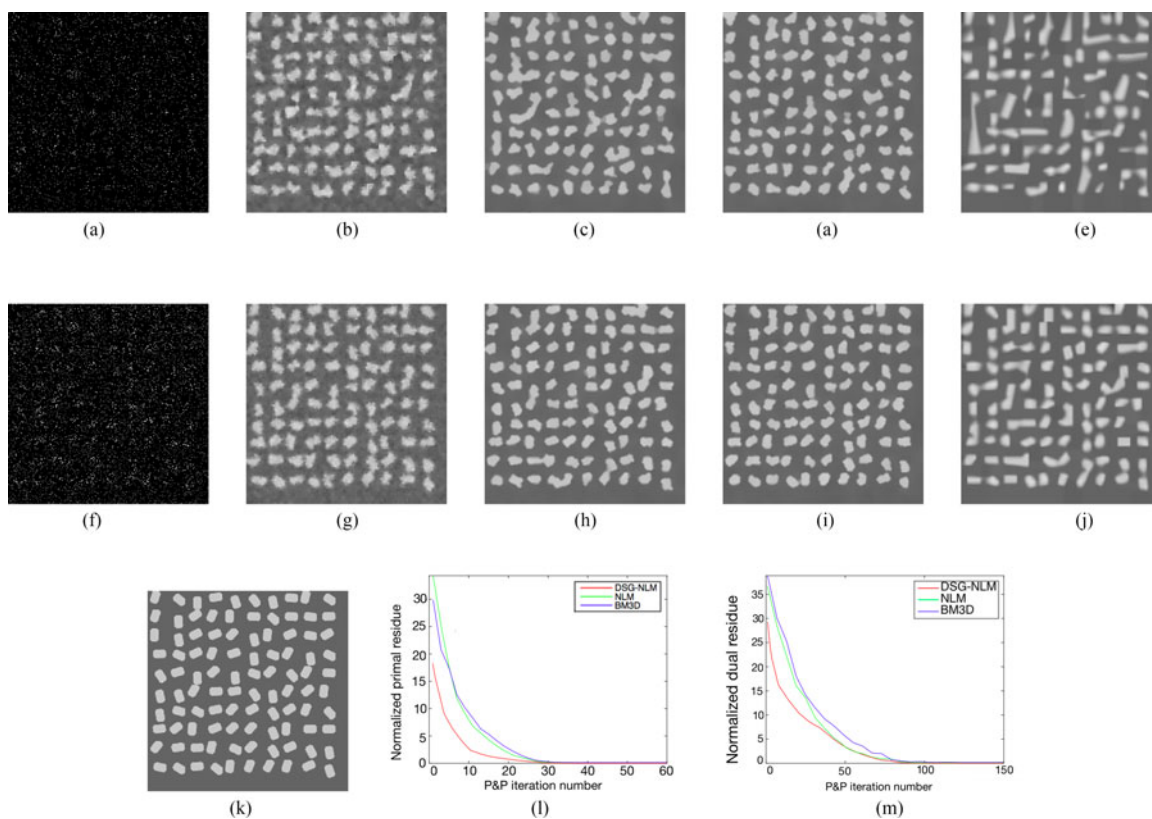 (a) (b) (c) (a) (e)
(f) (g) (h) (i) (j)
(k)
Normalized primal residue
30
25
20
15
10
5
0
0 10 20 30 40 50 60
P&P iteration number
DSG-NLM
NLM
BM3D
(l)
Normalized dual residue
35
30
25
20
15
10
5
0
0 50 100 150
P&P iteration number
DSG-NLM
NLM
BM3D
(m)